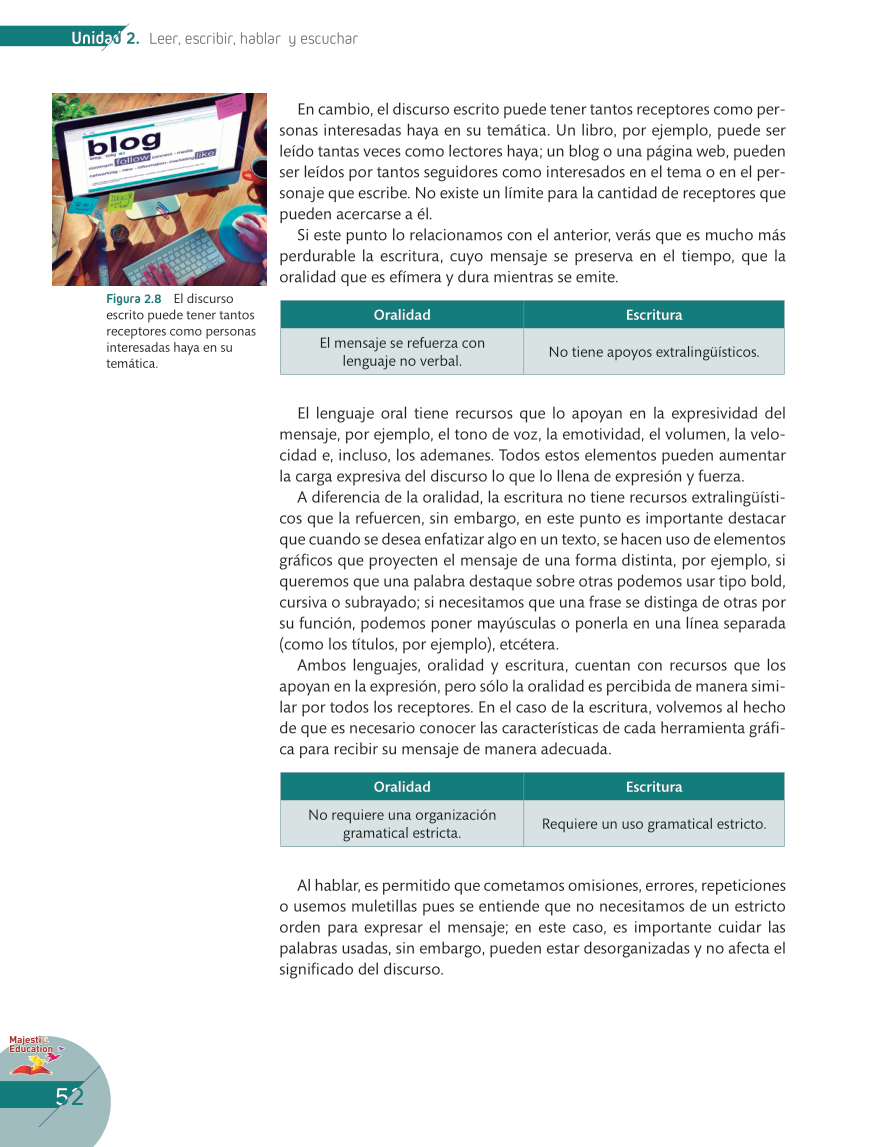 Unidad 2. Leer, escribir, hablar y escuchar
blog
follow
like
En cambio, el discurso escrito puede tener tantos receptores como per-
sonas interesadas haya en su temática. Un libro, por ejemplo, puede ser
leído tantas veces como lectores haya; un blog o una página web, pueden
ser leídos por tantos seguidores como interesados en el tema o en el per-
sonaje que escribe. No existe un límite para la cantidad de receptores que
pueden acercarse a él.
Si este punto lo relacionamos con el anterior, verás que es mucho más
perdurable la escritura, cuyo mensaje se preserva en el tiempo, que la
oralidad que es efímera y dura mientras se emite.
Figura 2.8 El discurso
escrito puede tener tantos
receptores como personas
interesadas haya en su
temática.
Oralidad Escritura
El mensaje se refuerza con
lenguaje no verbal.
No tiene apoyos extralingüísticos.
El lenguaje oral tiene recursos que lo apoyan en la expresividad del
mensaje, por ejemplo, el tono de voz, la emotividad, el volumen, la velo-
cidad e, incluso, los ademanes. Todos estos elementos pueden aumentar
la carga expresiva del discurso lo que lo llena de expresión y fuerza.
A diferencia de la oralidad, la escritura no tiene recursos extralingüísti-
cos que la refuercen, sin embargo, en este punto es importante destacar
que cuando se desea enfatizar algo en un texto, se hacen uso de elementos
gráficos que proyecten el mensaje de una forma distinta, por ejemplo, si
queremos que una palabra destaque sobre otras podemos usar tipo bold,
cursiva o subrayado; si necesitamos que una frase se distinga de otras por
su función, podemos poner mayúsculas o ponerla en una línea separada
(como los títulos, por ejemplo), etcétera.
Ambos lenguajes, oralidad y escritura, cuentan con recursos que los
apoyan en la expresión, pero sólo la oralidad es percibida de manera simi-
lar por todos los receptores. En el caso de la escritura, volvemos al hecho
de que es necesario conocer las características de cada herramienta gráfi-
ca para recibir su mensaje de manera adecuada.
Oralidad Escritura
No requiere una organización
gramatical estricta.
Requiere un uso gramatical estricto.
Al hablar, es permitido que cometamos omisiones, errores, repeticiones
o usemos muletillas pues se entiende que no necesitamos de un estricto
orden para expresar el mensaje; en este caso, es importante cuidar las
palabras usadas, sin embargo, pueden estar desorganizadas y no afecta el
significado del discurso.
Majestic
Education
52